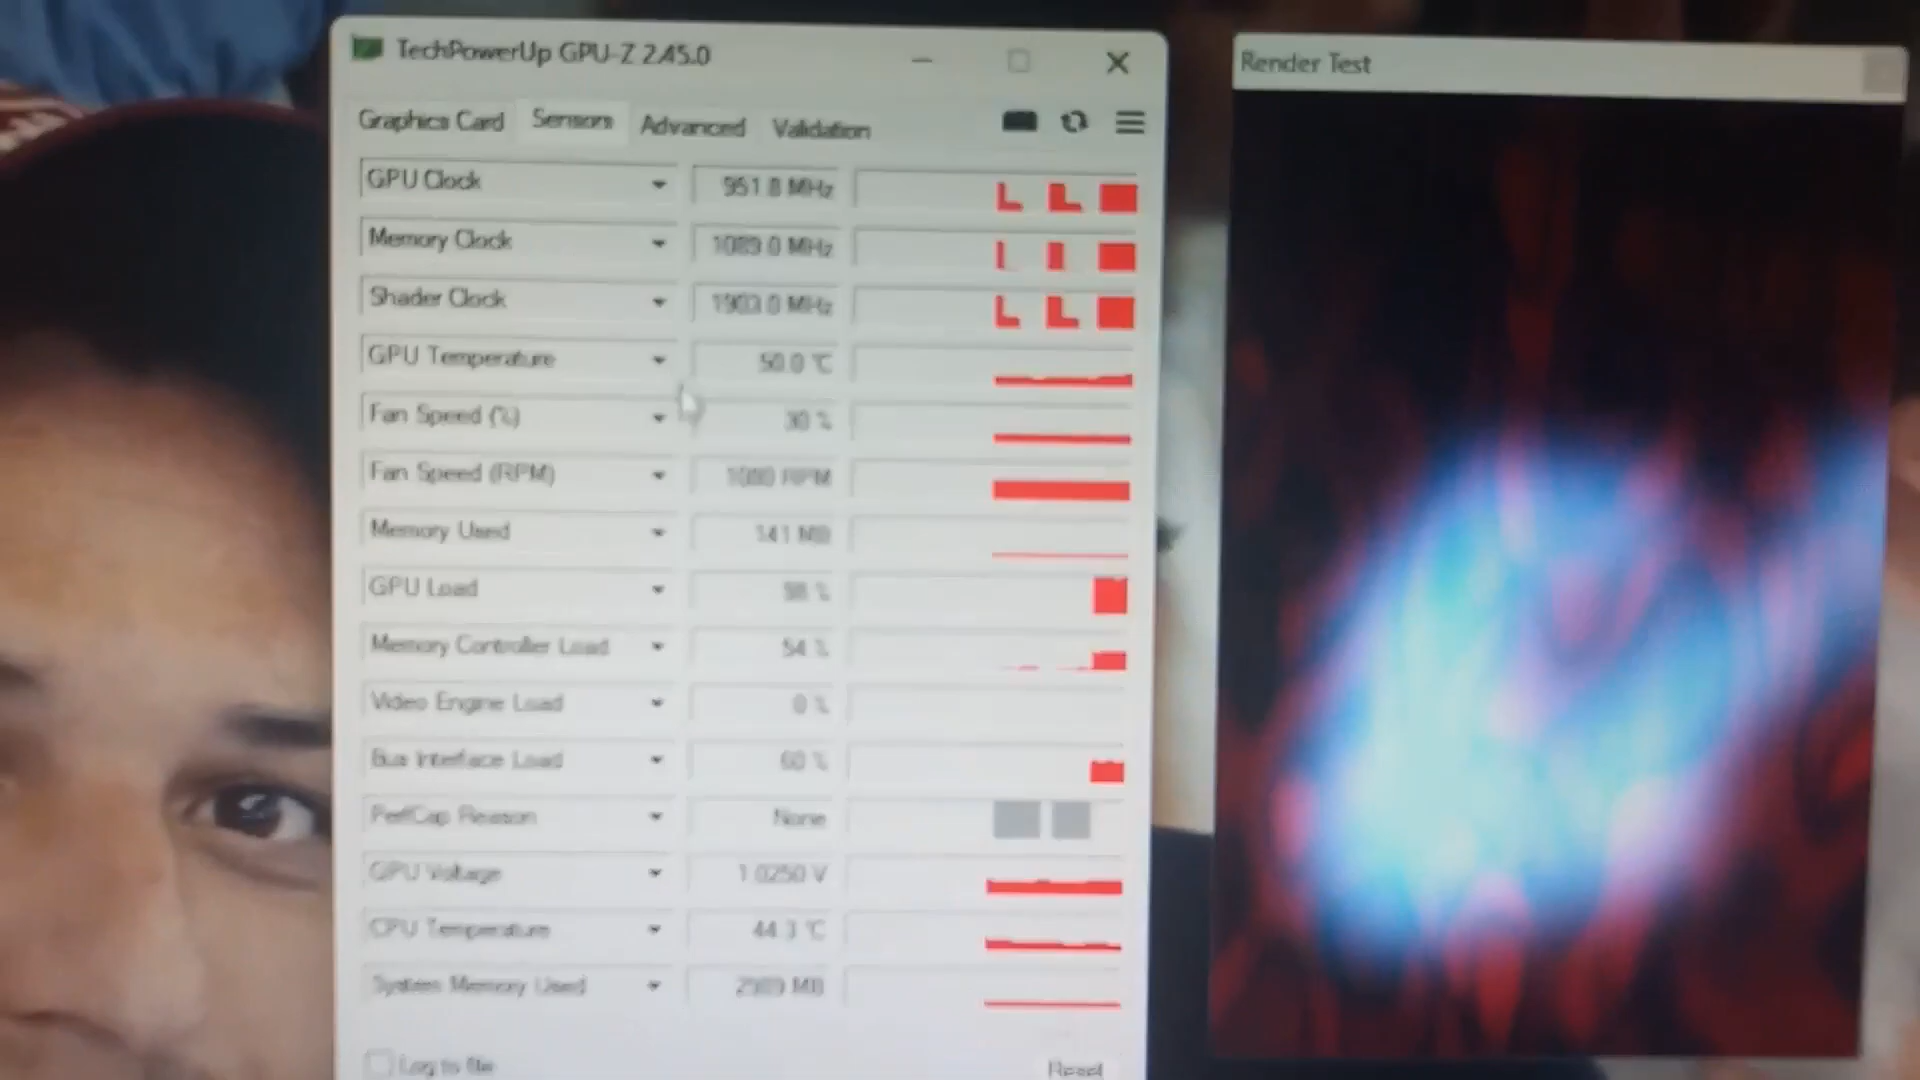 TechPowerUp GPU-Z 2.45.0
Render Test
Graphics Card Sensors Advanced Validation
GPU Clock 951.8 MHz
Memory Clock 1089.0 MHz
Shader Clock 1903.0 MHz
GPU Temperature 50.0 °C
Fan Speed (%) 30 %
Fan Speed (RPM) 1080 RPM
Memory Used 141 MB
GPU Load 98 %
Memory Controller Load 54 %
Video Engine Load 0 %
Bus Interface Load 60 %
PerfCap Reason None
GPU Voltage 1.0250 V
CPU Temperature 44.3 °C
System Memory Used MB
Log to file Reset